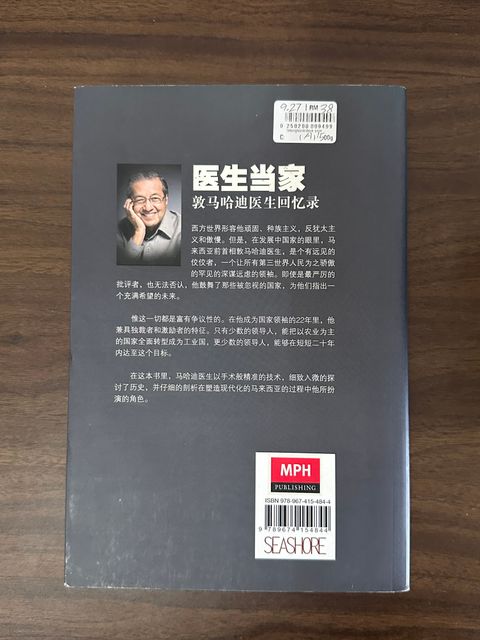 9.27 RM 38
医生当家
敦马哈迪医生回忆录
西方世界形容他顽固、种族主义，反犹太主
义和傲慢。但是，在发展中国家的眼里，马
来西亚前首相敦马哈迪医生，是个有远见的
佼佼者，一个让所有第三世界人民为之骄傲
的罕见的深谋远虑的领袖。即使是最严厉的
批评者，也无法否认，他鼓舞了那些被忽视的国家，为他们指出一
个充满希望的未来。
惟这一切都是富有争议性的。在他成为国家领袖的22年里，他
兼具独裁者和激励者的特征。只有少数的领导人，能把以农业为主
的国家全面转型成为工业国，更少数的领导人，能够在短短二十年
内达至这个目标。
在这本书里，马哈迪医生以手术般精准的技术，细致入微的探
讨了历史，并仔细的剖析在塑造现代化的马来西亚的过程中他所扮
演的角色。
MPH
PUBLISHING
ISBN 978-967-415-484-4
9 789674 154844
SEASHORE